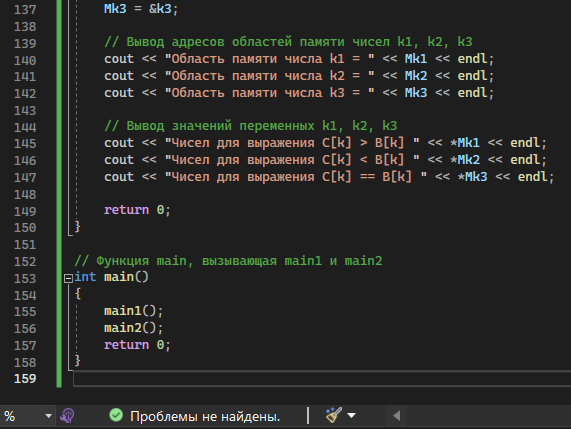 137 Mk3 = &k3;
138
139 // Вывод адресов областей памяти чисел k1, k2, k3
140 cout << "Область памяти числа k1 = " << Mk1 << endl;
141 cout << "Область памяти числа k2 = " << Mk2 << endl;
142 cout << "Область памяти числа k3 = " << Mk3 << endl;
143
144 // Вывод значений переменных k1, k2, k3
145 cout << "Чисел для выражения C[k] > B[k] " << *Mk1 << endl;
146 cout << "Чисел для выражения C[k] < B[k] " << *Mk2 << endl;
147 cout << "Чисел для выражения C[k] == B[k] " << *Mk3 << endl;
148
149 return 0;
150 }
151
152 // Функция main, вызывающая main1 и main2
153 int main()
154 {
155 main1();
156 main2();
157 return 0;
158 }
159
% Проблемы не найдены.